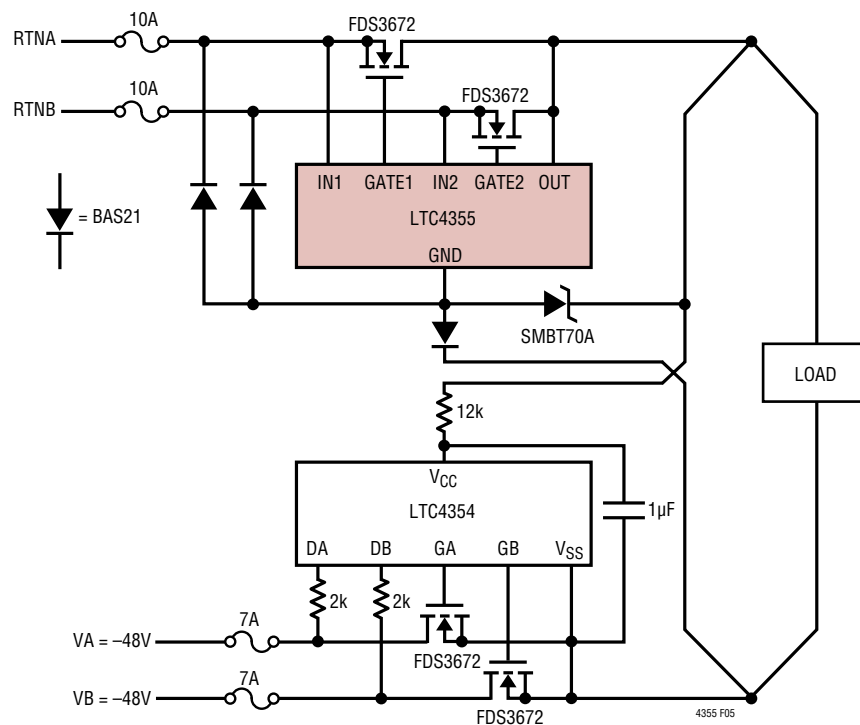 RTNA
10A
FDS3672
RTNB
10A
FDS3672
IN1 GATE1 IN2 GATE2 OUT
LTC4355
GND
= BAS21
SMBT70A
LOAD
12k
VCC
LTC4354
1µF
DA DB GA GB VSS
2k 2k
VA = –48V
7A
FDS3672
VB = –48V
7A
FDS3672
4355 F05